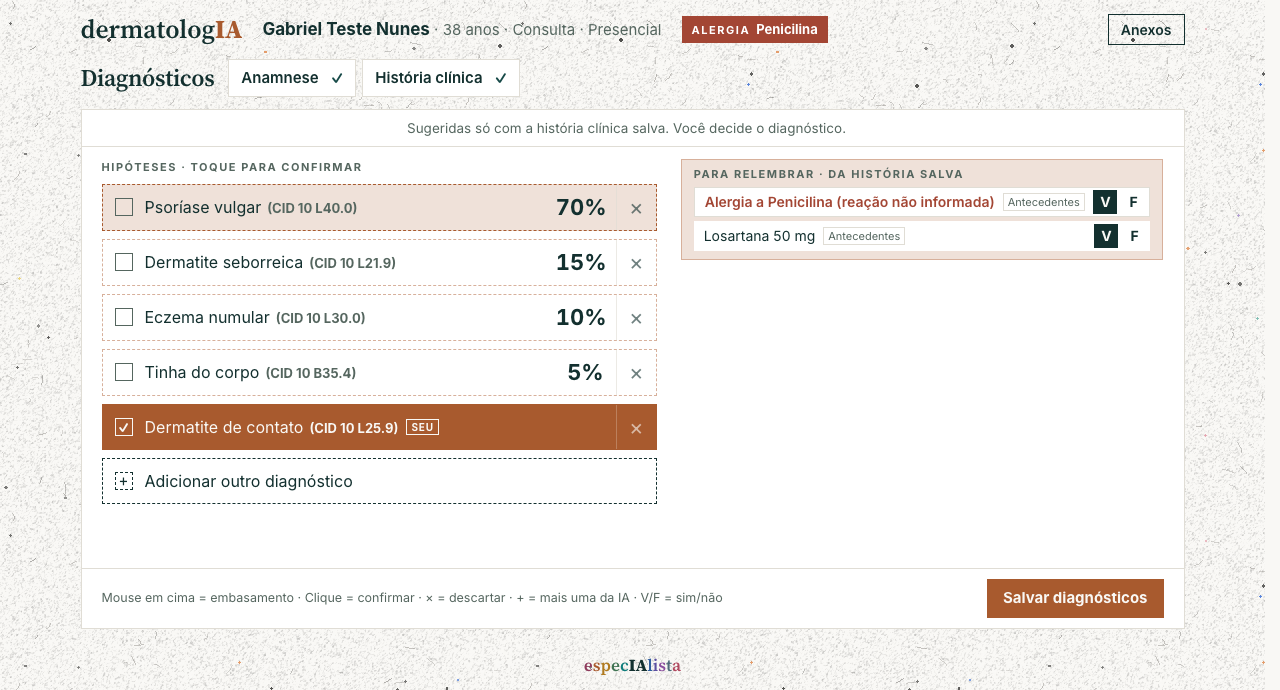 dermatologIA
Gabriel Teste Nunes · 38 anos · Consulta · Presencial
ALERGIA Penicilina
Anexos
Diagnósticos
Anamnese ✓
História clínica ✓
Sugeridas só com a história clínica salva. Você decide o diagnóstico.
HIPÓTESES · TOQUE PARA CONFIRMAR
Psoríase vulgar (CID 10 L40.0) 70% ×
Dermatite seborreica (CID 10 L21.9) 15% ×
Eczema numular (CID 10 L30.0) 10% ×
Tinha do corpo (CID 10 B35.4) 5% ×
Dermatite de contato (CID 10 L25.9) SEU ×
+ Adicionar outro diagnóstico
PARA RELEMBRAR · DA HISTÓRIA SALVA
Alergia a Penicilina (reação não informada) Antecedentes V F
Losartana 50 mg Antecedentes V F
Mouse em cima = embasamento · Clique = confirmar · × = descartar · + = mais uma da IA · V/F = sim/não
Salvar diagnósticos
especIAlista